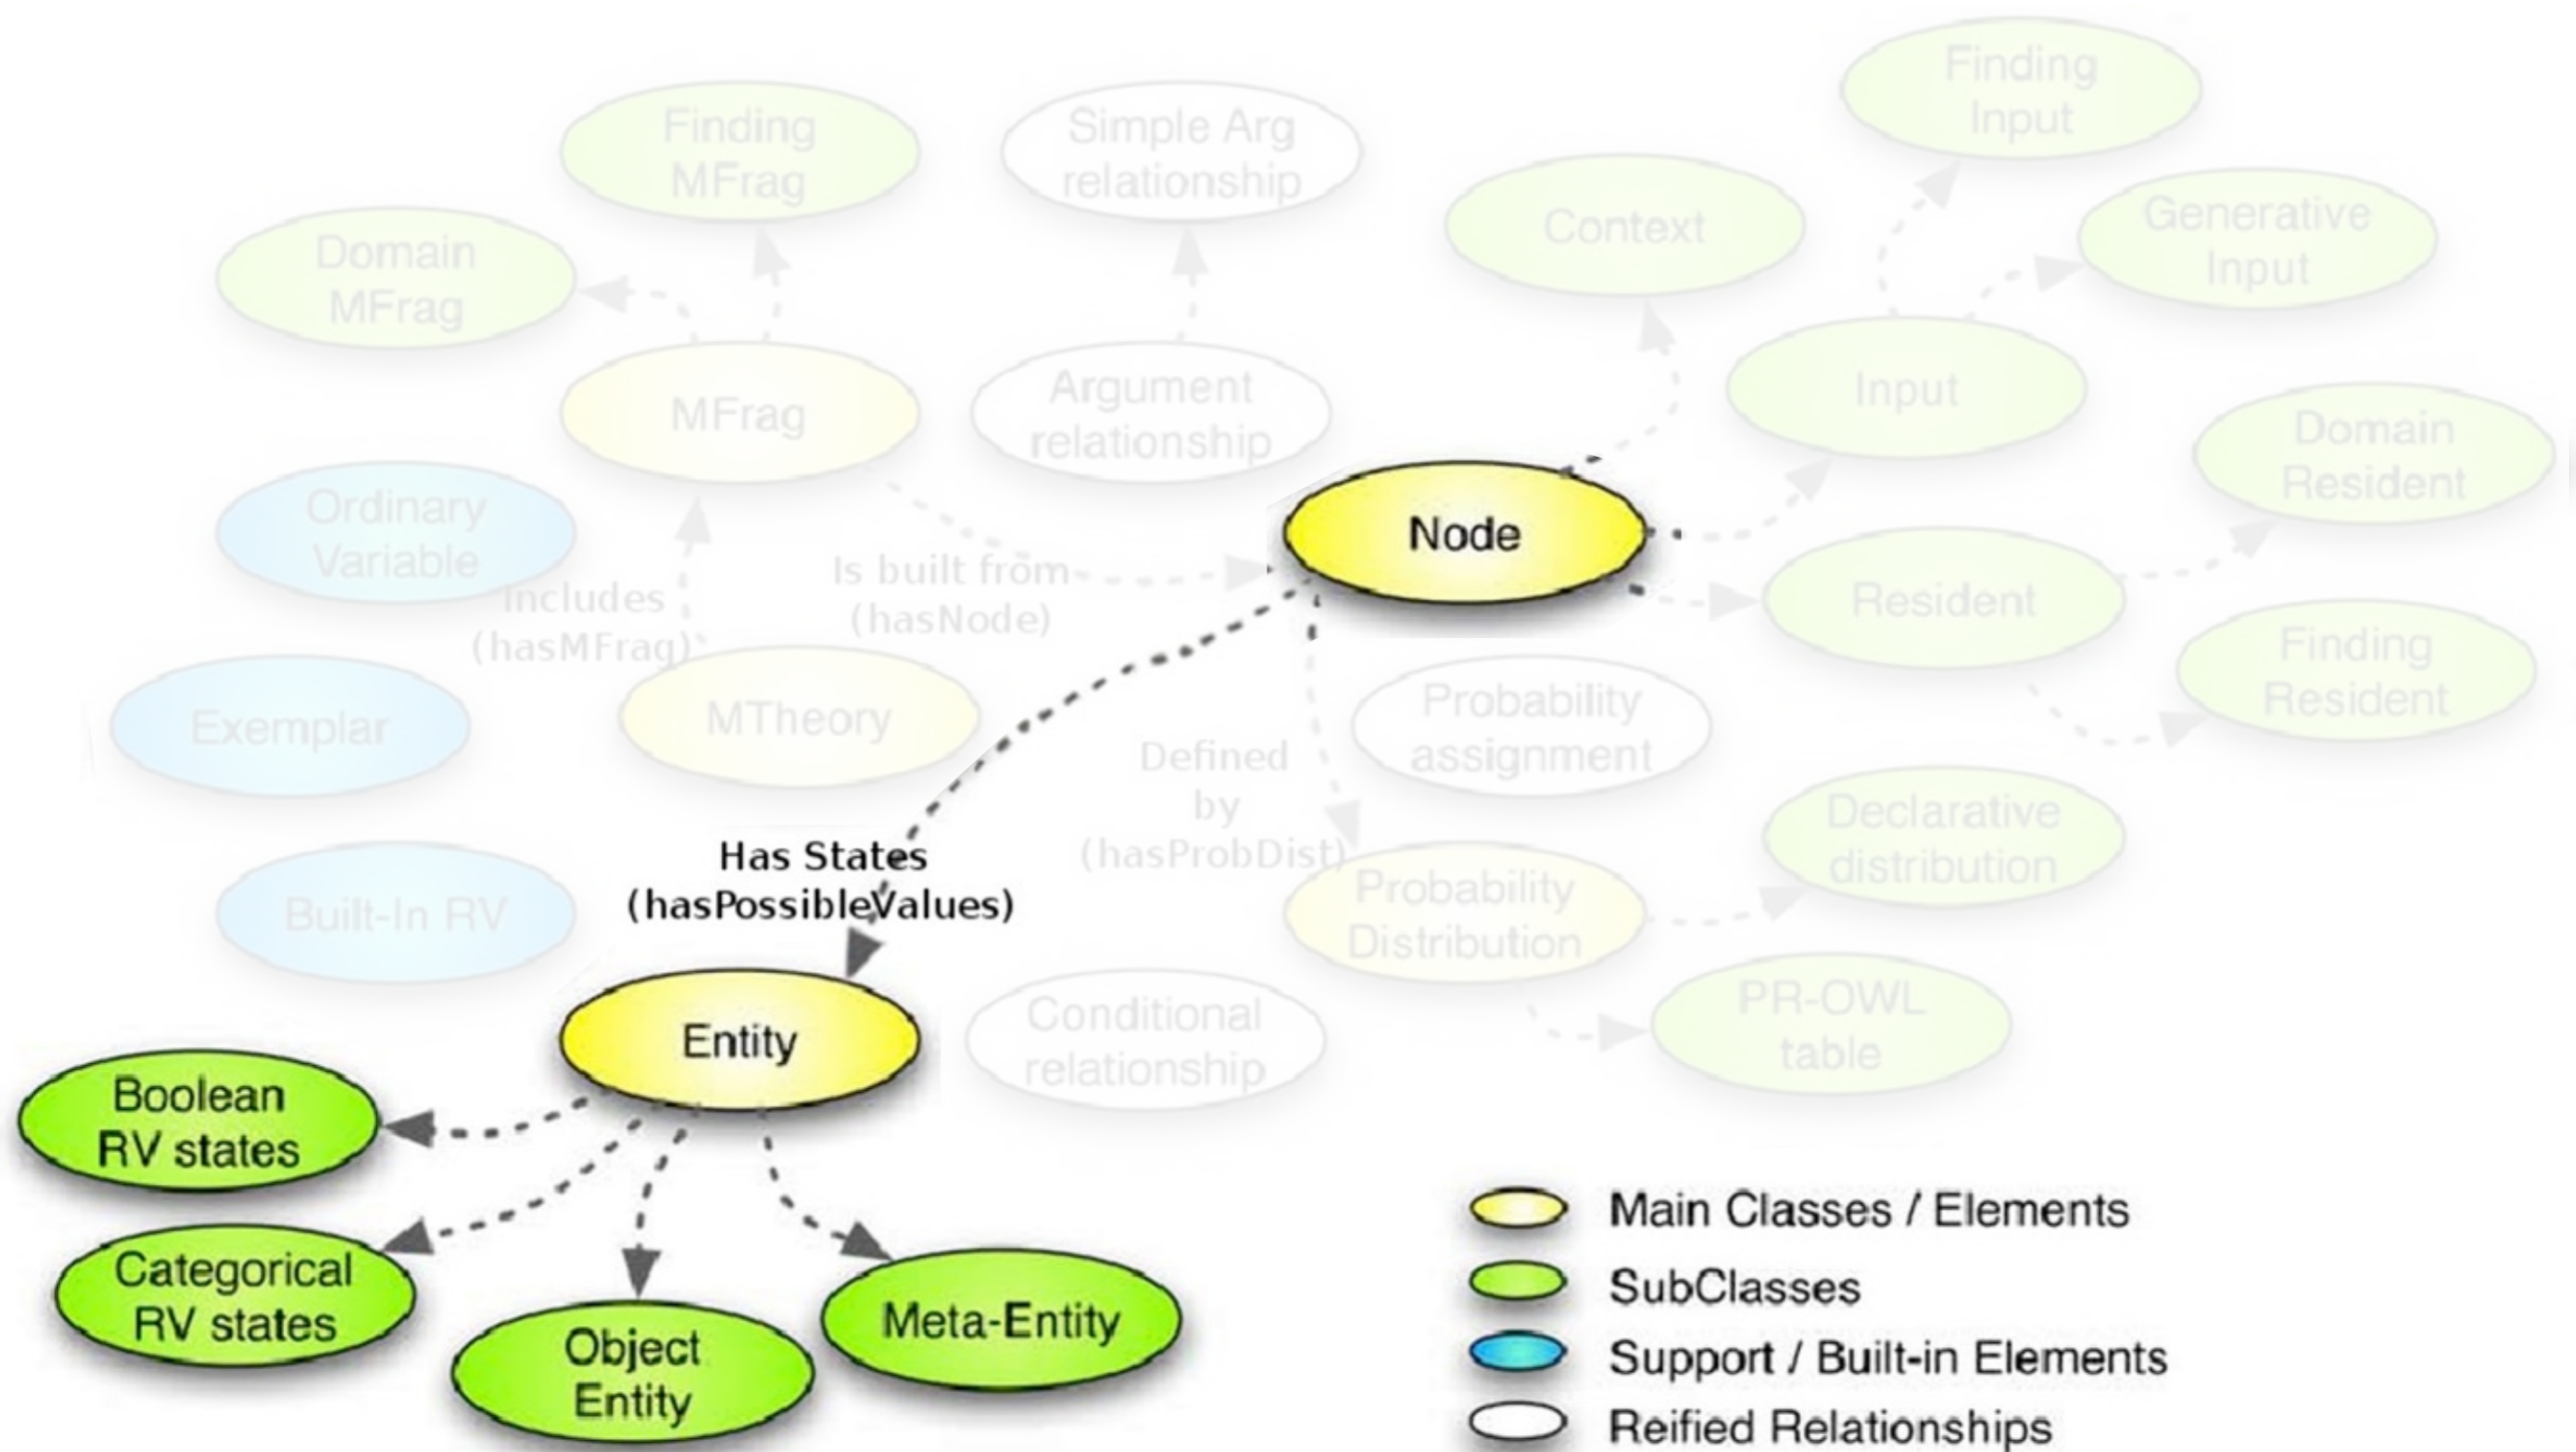 Finding
Input
Finding
MFrag
Simple Arg
relationship
Context
Generative
Input
Domain
MFrag
MFrag
Argument
relationship
Input
Domain
Resident
Ordinary
Variable
Node
Includes
(hasMFrag)
Is built from
(hasNode)
Resident
Finding
Resident
Exemplar
MTheory
Probability
assignment
Defined
by
(hasProbDist)
Declarative
distribution
Has States
(hasPossibleValues)
Built-In RV
Probability
Distribution
PR-OWL
table
Entity
Conditional
relationship
Boolean
RV states
Categorical
RV states
Object
Entity
Meta-Entity
Main Classes / Elements
SubClasses
Support / Built-in Elements
Reified Relationships